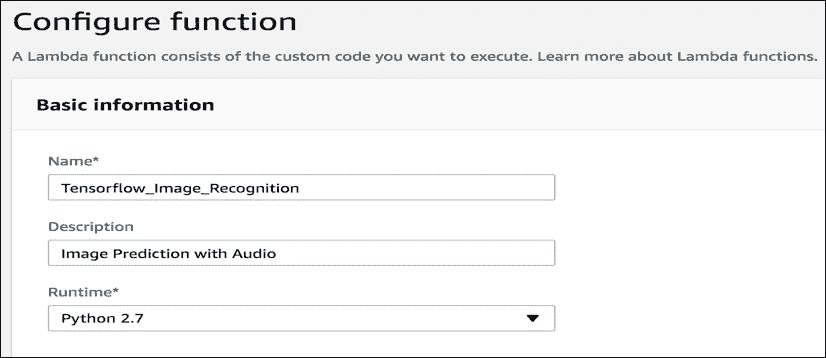 Configure function
A Lambda function consists of the custom code you want to execute. Learn more about Lambda functions.
Basic information
Name*
Tensorflow_Image_Recognition
Description
Image Prediction with Audio
Runtime*
Python 2.7